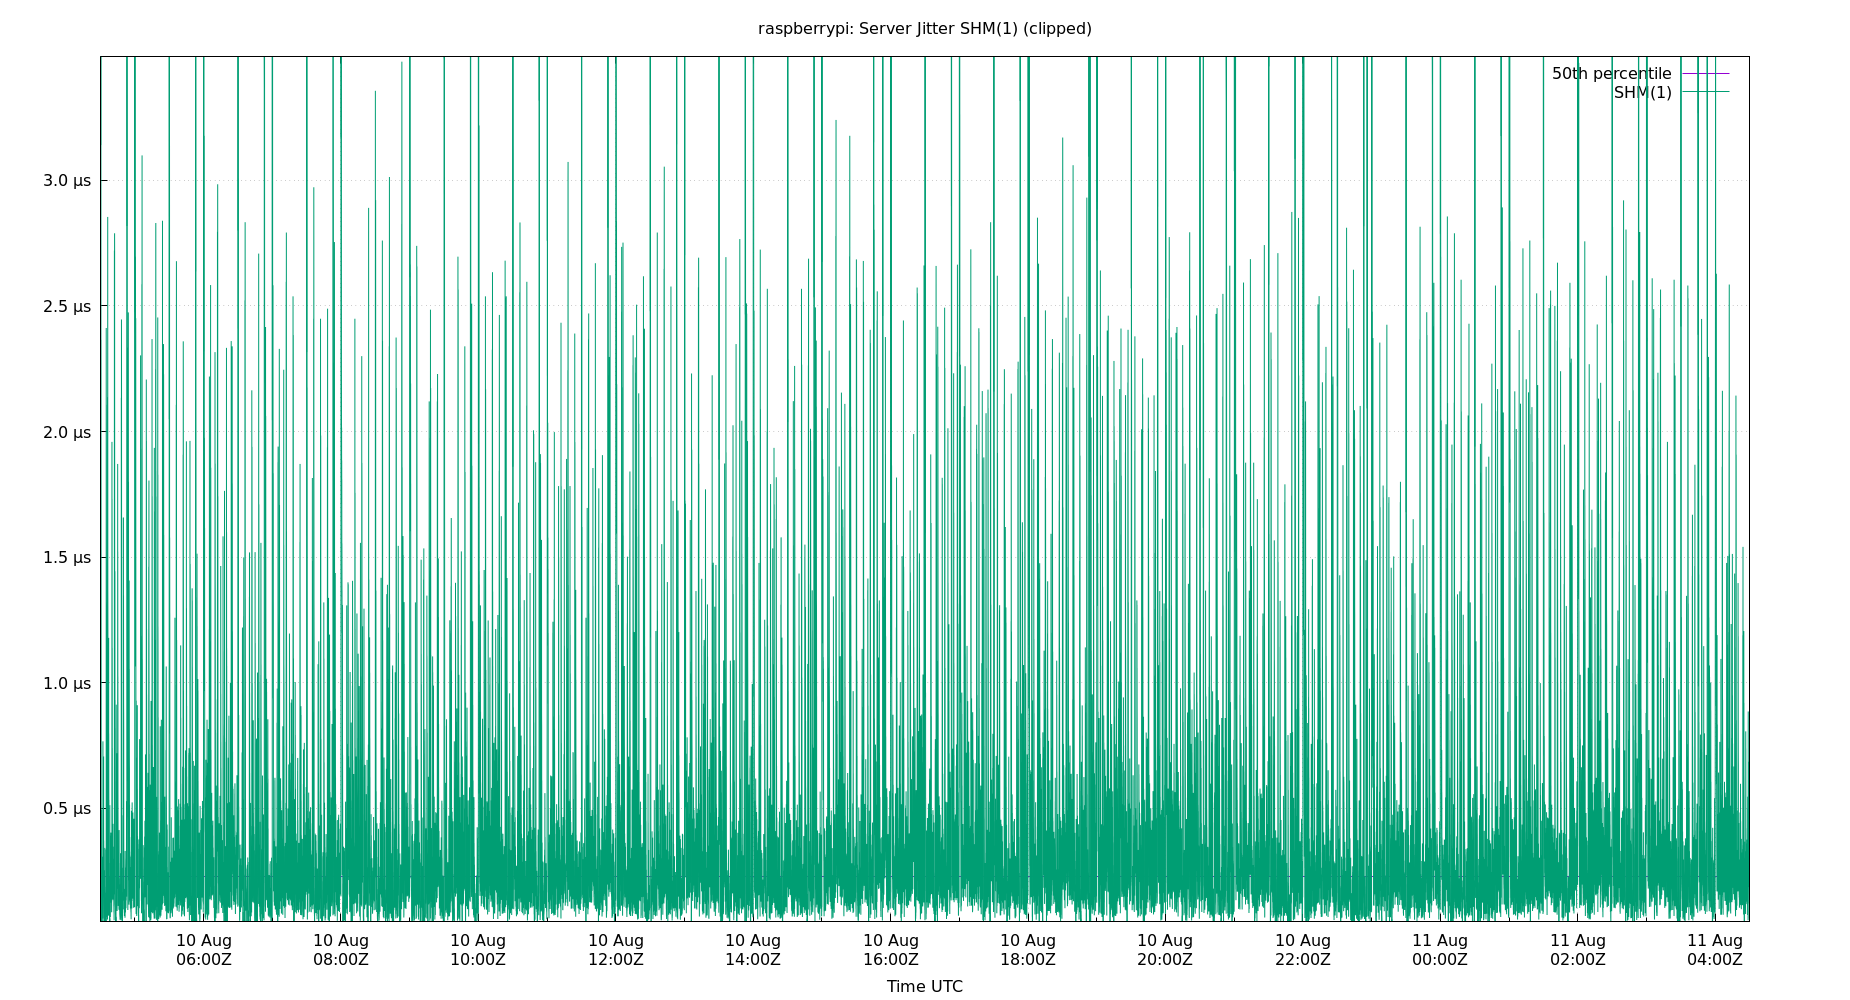 raspberrypi: Server Jitter SHM(1) (clipped)
50th percentile
SHM(1)
3.0 µs
2.5 µs
2.0 µs
1.5 µs
1.0 µs
0.5 µs
10 Aug 10 Aug 10 Aug 10 Aug 10 Aug 10 Aug 10 Aug 10 Aug 10 Aug 11 Aug 11 Aug 11 Aug
06:00Z 08:00Z 10:00Z 12:00Z 14:00Z 16:00Z 18:00Z 20:00Z 22:00Z 00:00Z 02:00Z 04:00Z
Time UTC